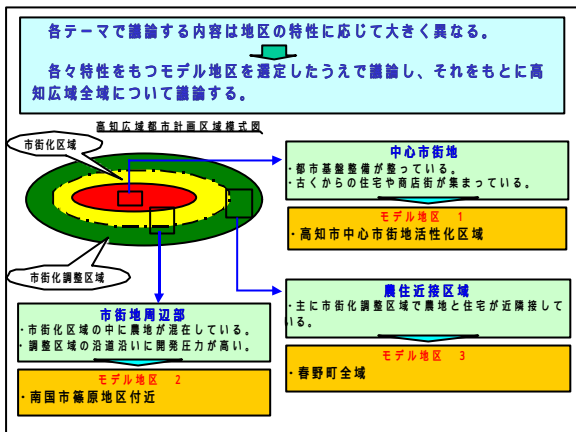 各テーマで議論する内容は地区の特性に応じて大きく異なる。
各々特性をもつモデル地区を選定したうえで議論し、それをもとに高
知広域全域について議論する。
高知広域都市計画区域模式図
市街化区域
市街化調整区域
中心市街地
・都市基盤整備が整っている。
・古くからの住宅や商店街が集まっている。
モデル地区 1
・高知市中心市街地活性化区域
市街地周辺部
・市街化区域の中に農地が混在している。
・調整区域の沿道沿いに開発圧力が高い。
モデル地区 2
・南国市篠原地区付近
農住近接区域
・主に市街化調整区域で農地と住宅が近隣接して
いる。
モデル地区 3
・春野町全域